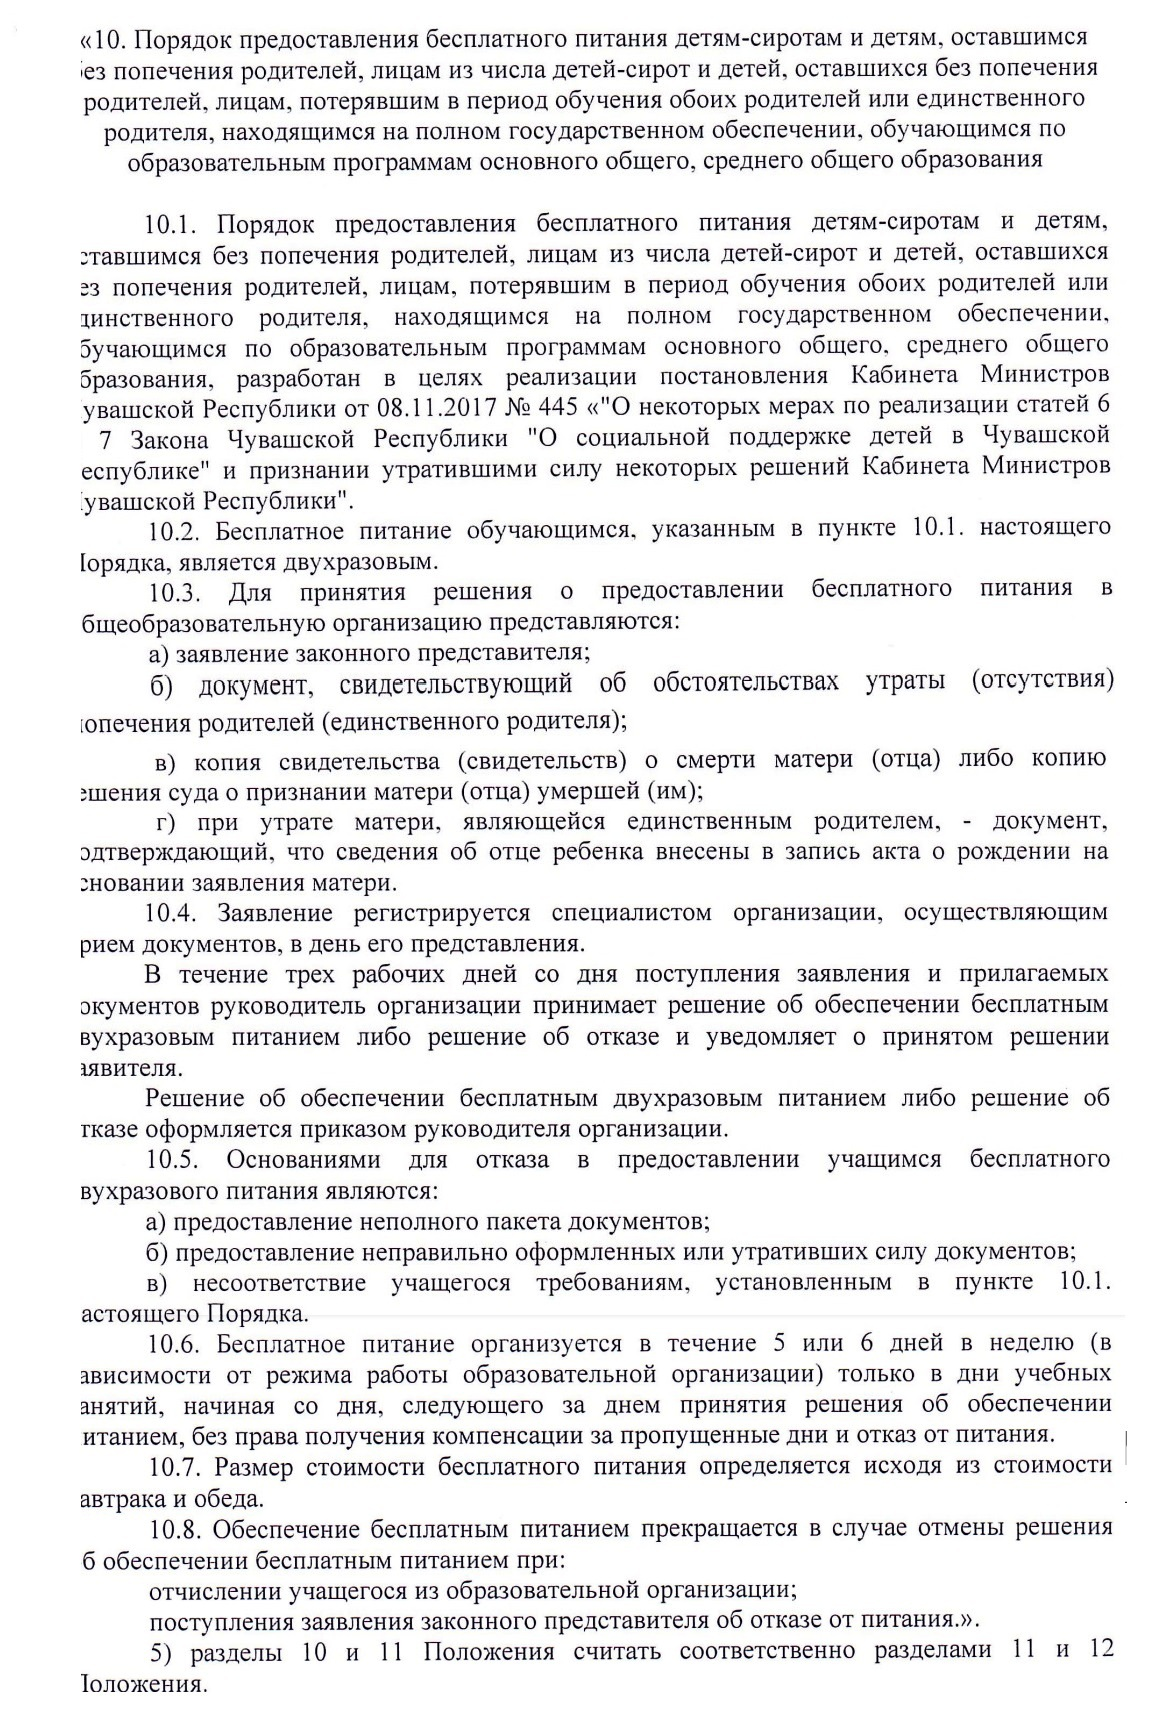 «10. Порядок предоставления бесплатного питания детям-сиротам и детям, оставшимся
ез попечения родителей, лицам из числа детей-сирот и детей, оставшихся без попечения
родителей, лицам, потерявшим в период обучения обоих родителей или единственного
родителя, находящимся на полном государственном обеспечении, обучающимся по
образовательным программам основного общего, среднего общего образования
10.1. Порядок предоставления бесплатного питания детям-сиротам и детям,
ставшимся без попечения родителей, лицам из числа детей-сирот и детей, оставшихся
ез попечения родителей, лицам, потерявшим в период обучения обоих родителей или
динственного родителя, находящимся на полном государственном обеспечении,
бучающимся по образовательным программам основного общего, среднего общего
бразования, разработан в целях реализации постановления Кабинета Министров
увашской Республики от 08.11.2017 № 445 «"О некоторых мерах по реализации статей 6
7 Закона Чувашской Республики "О социальной поддержке детей в Чувашской
еспублике" и признании утратившими силу некоторых решений Кабинета Министров
увашской Республики".
10.2. Бесплатное питание обучающимся, указанным в пункте 10.1. настоящего
орядка, является двухразовым.
10.3. Для принятия решения о предоставлении бесплатного питания в
бщеобразовательную организацию представляются:
а) заявление законного представителя;
б) документ, свидетельствующий об обстоятельствах утраты (отсутствия)
опечения родителей (единственного родителя);
в) копия свидетельства (свидетельств) о смерти матери (отца) либо копию
ешения суда о признании матери (отца) умершей (им);
г) при утрате матери, являющейся единственным родителем, - документ,
одтверждающий, что сведения об отце ребенка внесены в запись акта о рождении на
сновании заявления матери.
10.4. Заявление регистрируется специалистом организации, осуществляющим
рием документов, в день его представления.
В течение трех рабочих дней со дня поступления заявления и прилагаемых
окументов руководитель организации принимает решение об обеспечении бесплатным
вухразовым питанием либо решение об отказе и уведомляет о принятом решении
аявителя.
Решение об обеспечении бесплатным двухразовым питанием либо решение об
тказе оформляется приказом руководителя организации.
10.5. Основаниями для отказа в предоставлении учащимся бесплатного
вухразового питания являются:
а) предоставление неполного пакета документов;
б) предоставление неправильно оформленных или утративших силу документов;
в) несоответствие учащегося требованиям, установленным в пункте 10.1.
астоящего Порядка.
10.6. Бесплатное питание организуется в течение 5 или 6 дней в неделю (в
ависимости от режима работы образовательной организации) только в дни учебных
анятий, начиная со дня, следующего за днем принятия решения об обеспечении
итанием, без права получения компенсации за пропущенные дни и отказ от питания.
10.7. Размер стоимости бесплатного питания определяется исходя из стоимости
автрака и обеда.
10.8. Обеспечение бесплатным питанием прекращается в случае отмены решения
б обеспечении бесплатным питанием при:
отчислении учащегося из образовательной организации;
поступления заявления законного представителя об отказе от питания.».
5) разделы 10 и 11 Положения считать соответственно разделами 11 и 12
оложения.